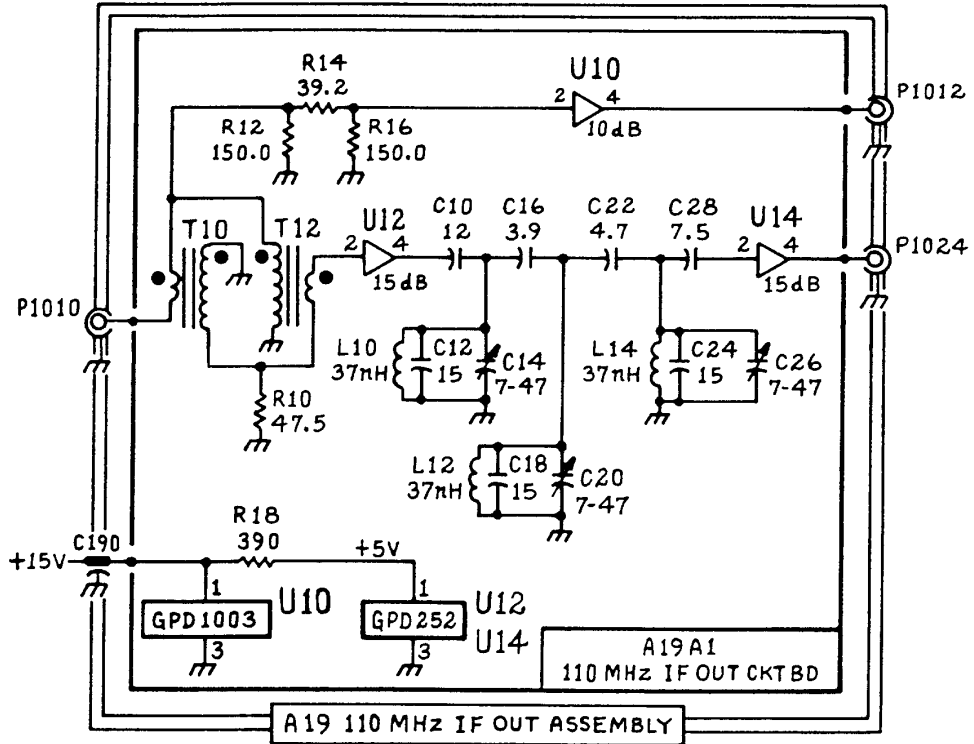 R14
39.2
U10
2 4
10dB
P1012
R12
150.0
R16
150.0
T10
T12
U12
2 4
15dB
C10
12
C16
3.9
C22
4.7
C28
7.5
U14
2 4
15dB
P1024
P1010
R10
47.5
L10
37nH
C12
15
C14
7-47
L14
37nH
C24
15
C26
7-47
L12
37nH
C18
15
C20
7-47
+15V
C190
R18
390
+5V
1
GPD1003
3
U10
1
GPD252
3
U12
U14
A19A1
110 MHz IF OUT CKT BD
A19 110 MHz IF OUT ASSEMBLY